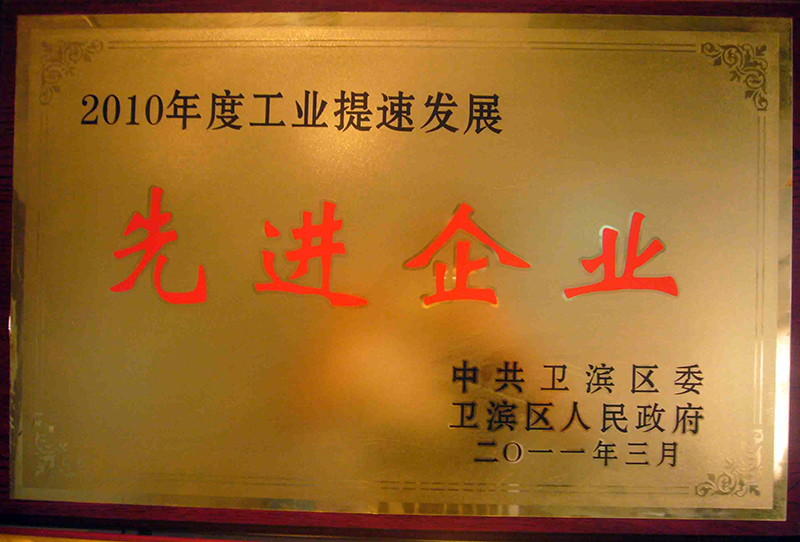 2010年度工业提速发展
先进企业
中共卫滨区委
卫滨区人民政府
二〇一一年三月